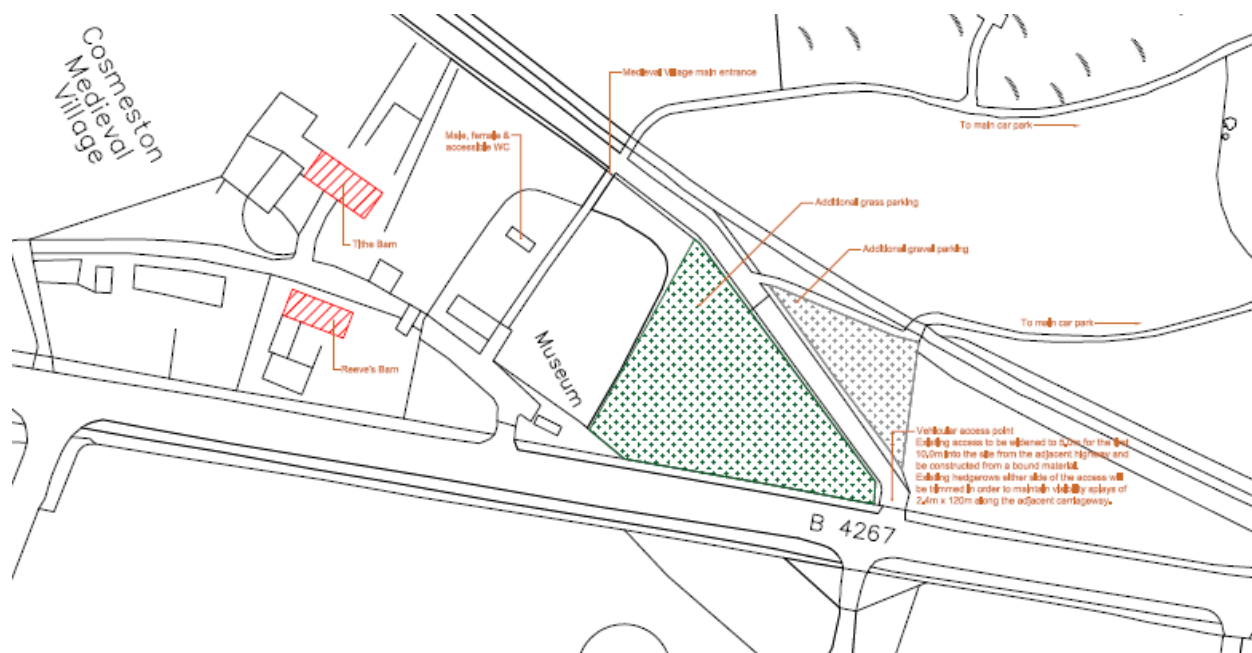 Cosmeston
Medieval
Village
Medieval Village main entrance
To main car park
Male, female &
accessible WC
Additional grass parking
Tithe Barn
Additional gravel parking
To main car park
Museum
Reeve's Barn
Vehicular access point
Existing access to be widened to 5.0m for the first
10.0m into the site from the adjacent highway and
be constructed from a bound material.
Existing hedgerows either side of the access will
be trimmed in order to maintain visibility splays of
2.4m x 120m along the adjacent carriageway.
B 4267